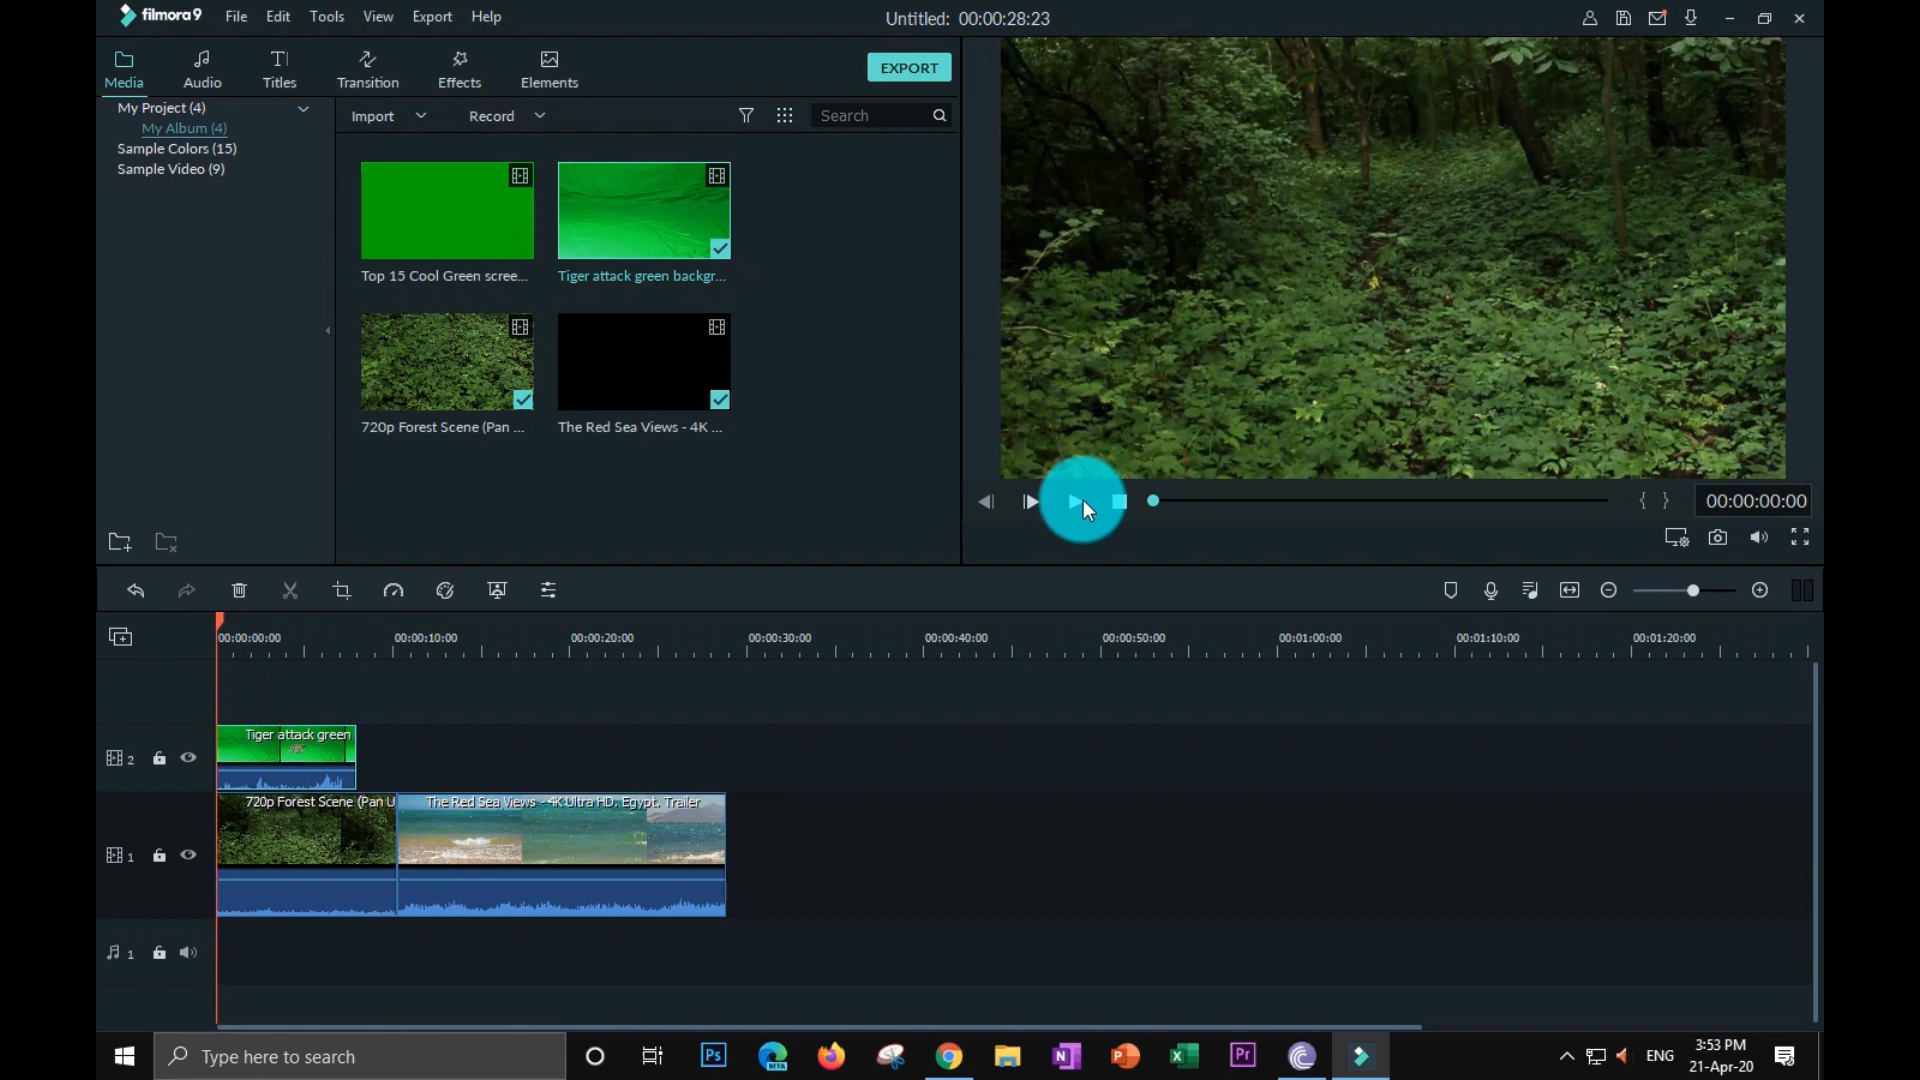 filmora9 File Edit Tools View Export Help Untitled: 00:00:28:23
Media Audio Titles Transition Effects Elements EXPORT
My Project (4)
My Album (4)
Sample Colors (15)
Sample Video (9)
Import Record Search
Top 15 Cool Green scree... Tiger attack green backgr...
720p Forest Scene (Pan ... The Red Sea Views - 4K ...
{ } 00:00:00:00
00:00:00:00 00:00:10:00 00:00:20:00 00:00:30:00 00:00:40:00 00:00:50:00 00:01:00:00 00:01:10:00 00:01:20:00
Tiger attack green
2
720p Forest Scene (Pan U The Red Sea Views - 4K Ultra HD, Egypt, Trailer
1
1
Type here to search Ps BETA N P X Pr ENG 3:53 PM
21-Apr-20